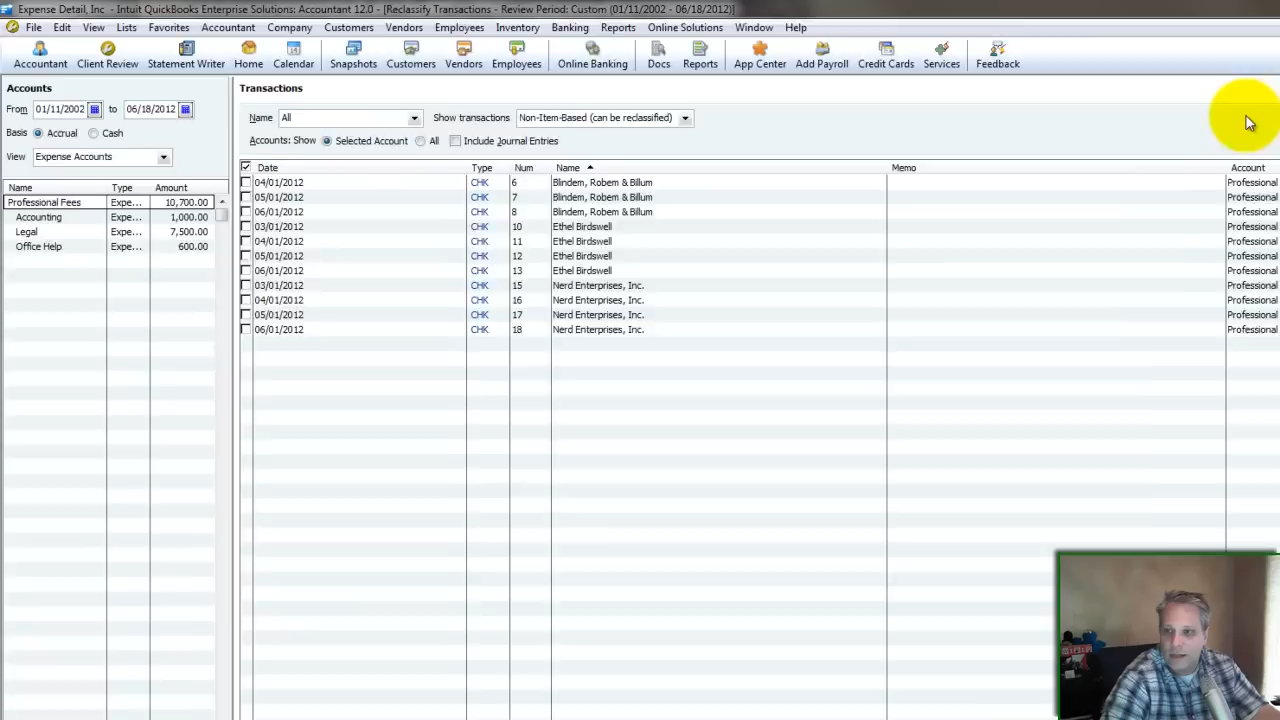 Expense Detail, Inc - Intuit QuickBooks Enterprise Solutions: Accountant 12.0 - [Reclassify Transactions - Review Period: Custom (01/11/2002 - 06/18/2012)]
File Edit View Lists Favorites Accountant Company Customers Vendors Employees Inventory Banking Reports Online Solutions Window Help
Accountant Client Review Statement Writer Home Calendar Snapshots Customers Vendors Employees Online Banking Docs Reports App Center Add Payroll Credit Cards Services Feedback
Accounts
From 01/11/2002 to 06/18/2012
Basis Accrual Cash
View Expense Accounts
Name Type Amount
Professional Fees Expe... 10,700.00
Accounting Expe... 1,000.00
Legal Expe... 7,500.00
Office Help Expe... 600.00
Transactions
Name All Show transactions Non-Item-Based (can be reclassified)
Accounts: Show Selected Account All Include Journal Entries
Date Type Num Name Memo Account
04/01/2012 CHK 6 Blindem, Robem & Billum Professional
05/01/2012 CHK 7 Blindem, Robem & Billum Professional
06/01/2012 CHK 8 Blindem, Robem & Billum Professional
03/01/2012 CHK 10 Ethel Birdswell Professional
04/01/2012 CHK 11 Ethel Birdswell Professional
05/01/2012 CHK 12 Ethel Birdswell Professional
06/01/2012 CHK 13 Ethel Birdswell Professional
03/01/2012 CHK 15 Nerd Enterprises, Inc. Professional
04/01/2012 CHK 16 Nerd Enterprises, Inc. Professional
05/01/2012 CHK 17 Nerd Enterprises, Inc. Professional
06/01/2012 CHK 18 Nerd Enterprises, Inc. Professional